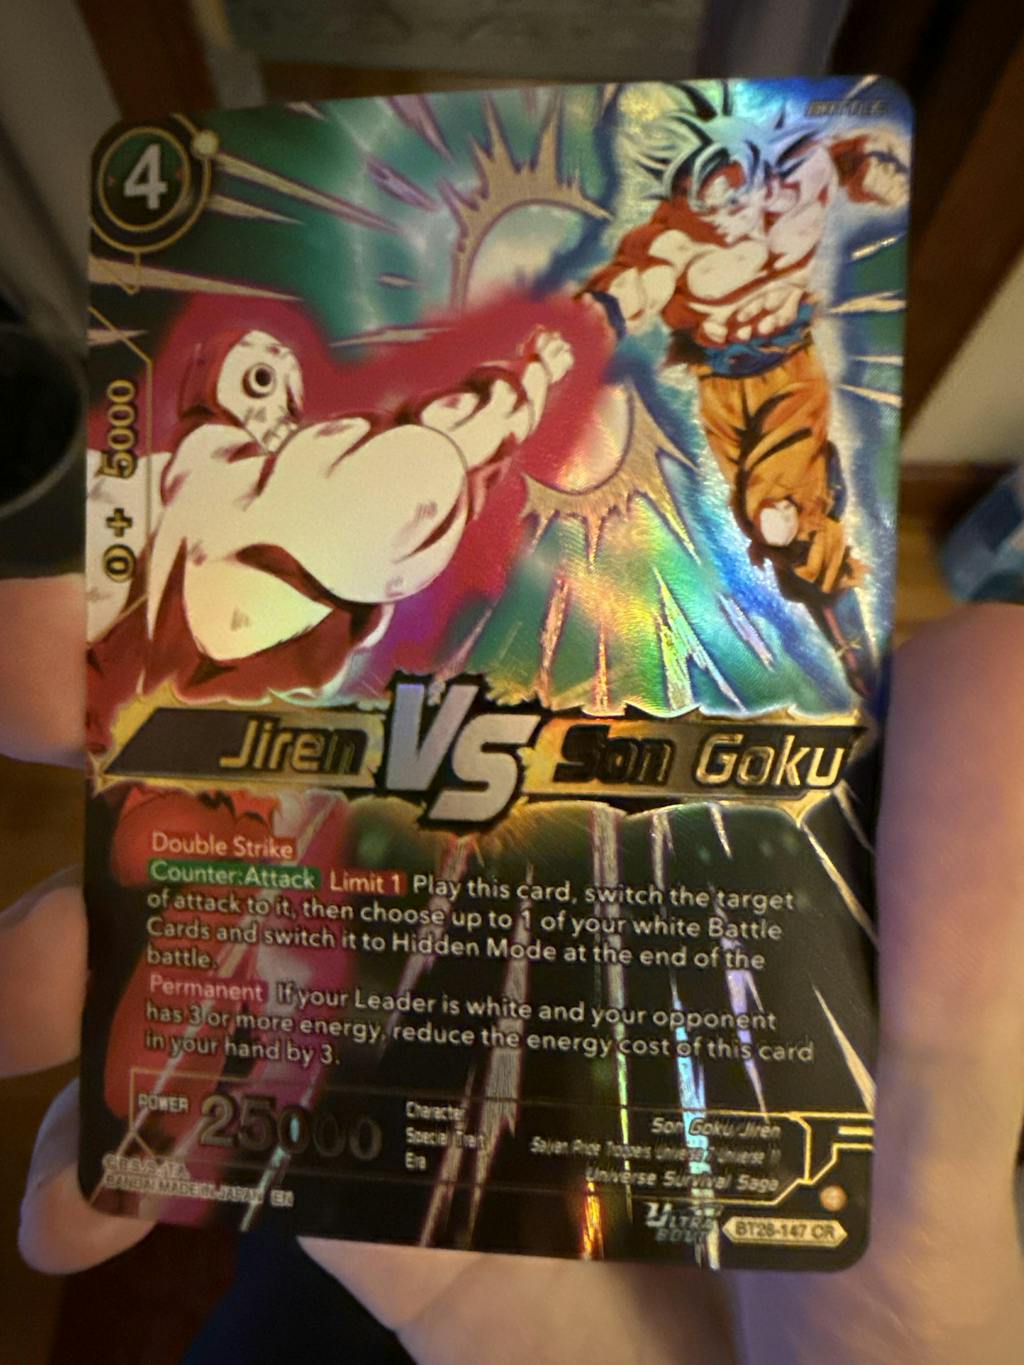 BATTLE
4
0 + 5000
Jiren VS Son Goku
Double Strike
Counter:Attack Limit 1 Play this card, switch the target
of attack to it, then choose up to 1 of your white Battle
Cards and switch it to Hidden Mode at the end of the
battle.
Permanent If your Leader is white and your opponent
has 3 or more energy, reduce the energy cost of this card
in your hand by 3.
POWER 25000
Character Son Goku/Jiren
Special Trait Saiyan Pride Troopers Universe 7 Universe 11
Era Universe Survival Saga
©B.S./S.,T.A.
BANDAI MADE IN JAPAN EN
ULTRA
BOUT
BT26-147 CR